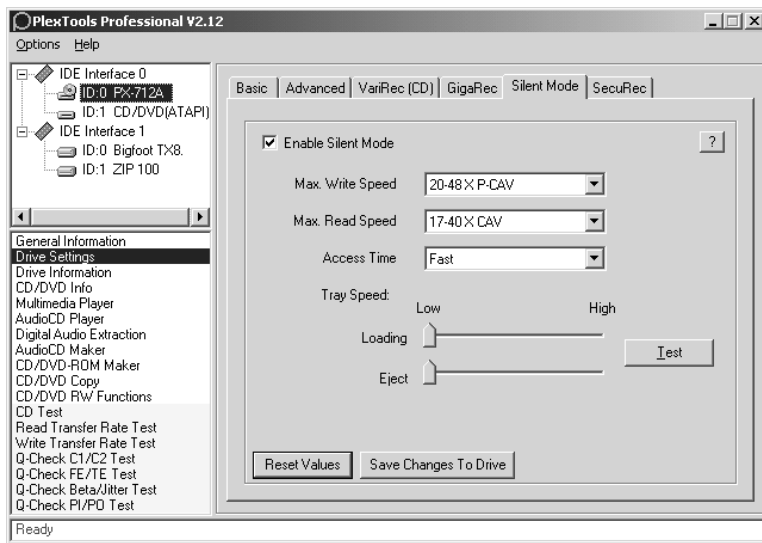 PlexTools Professional V2.12
Options Help
IDE Interface 0
ID:0 PX-712A
ID:1 CD/DVD(ATAPI)
IDE Interface 1
ID:0 Bigfoot TX8.
ID:1 ZIP 100
General Information
Drive Settings
Drive Information
CD/DVD Info
Multimedia Player
AudioCD Player
Digital Audio Extraction
AudioCD Maker
CD/DVD-ROM Maker
CD/DVD Copy
CD/DVD RW Functions
CD Test
Read Transfer Rate Test
Write Transfer Rate Test
Q-Check C1/C2 Test
Q-Check FE/TE Test
Q-Check Beta/Jitter Test
Q-Check PI/PO Test
Basic Advanced VariRec (CD) GigaRec Silent Mode SecuRec
Enable Silent Mode ?
Max. Write Speed 20-48 X P-CAV
Max. Read Speed 17-40 X CAV
Access Time Fast
Tray Speed:
Low High
Loading
Test
Eject
Reset Values Save Changes To Drive
Ready